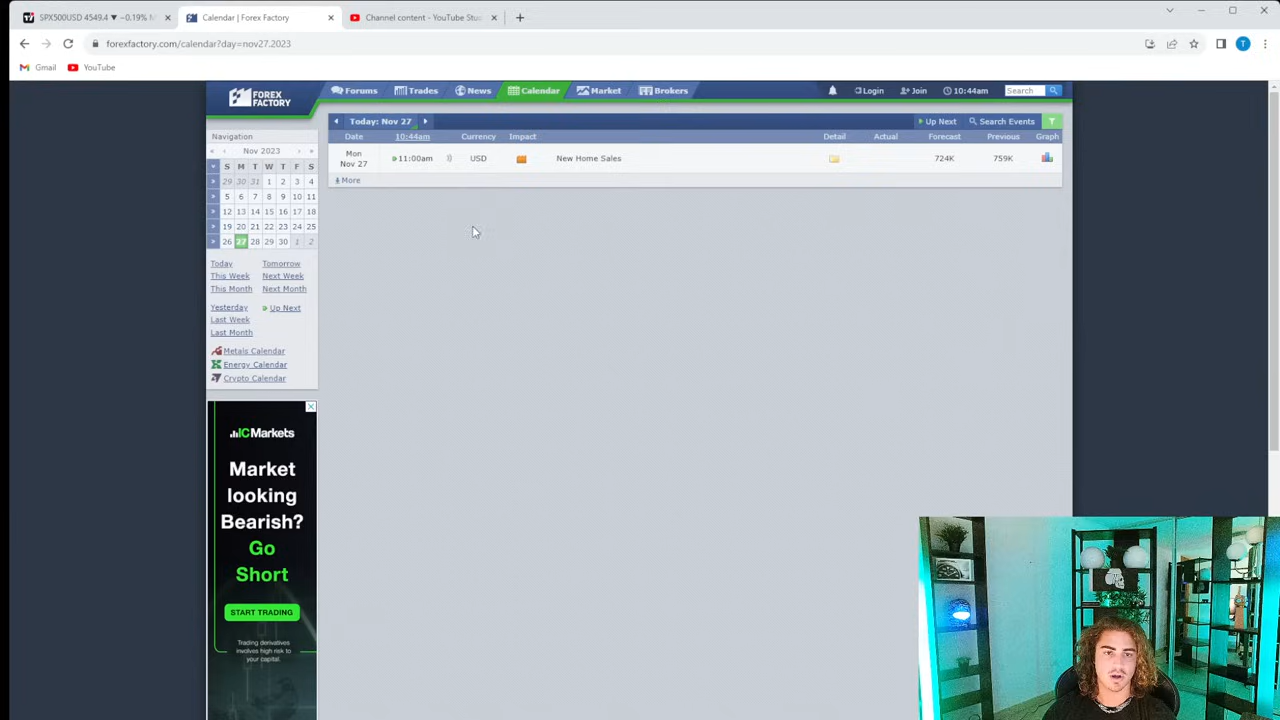 SPX500USD 4549.4 ▼ −0.19%
Calendar | Forex Factory
Channel content - YouTube Stu
forexfactory.com/calendar?day=nov27.2023
T
Gmail
YouTube
FOREX FACTORY
Forums
Trades
News
Calendar
Market
Brokers
Login
Join
10:44am
Search
Navigation
Nov 2023
S M T W T F S
29 30 31 1 2 3 4
5 6 7 8 9 10 11
12 13 14 15 16 17 18
19 20 21 22 23 24 25
26 27 28 29 30 1 2
Today Tomorrow
This Week Next Week
This Month Next Month
Yesterday Up Next
Last Week
Last Month
Metals Calendar
Energy Calendar
Crypto Calendar
Today: Nov 27
Up Next
Search Events
Date 10:44am Currency Impact Detail Actual Forecast Previous Graph
Mon
Nov 27
11:00am USD New Home Sales 724K 759K
More
ICMarkets
Market
looking
Bearish?
Go
Short
START TRADING
Trading derivatives
involves high risk to
your capital.